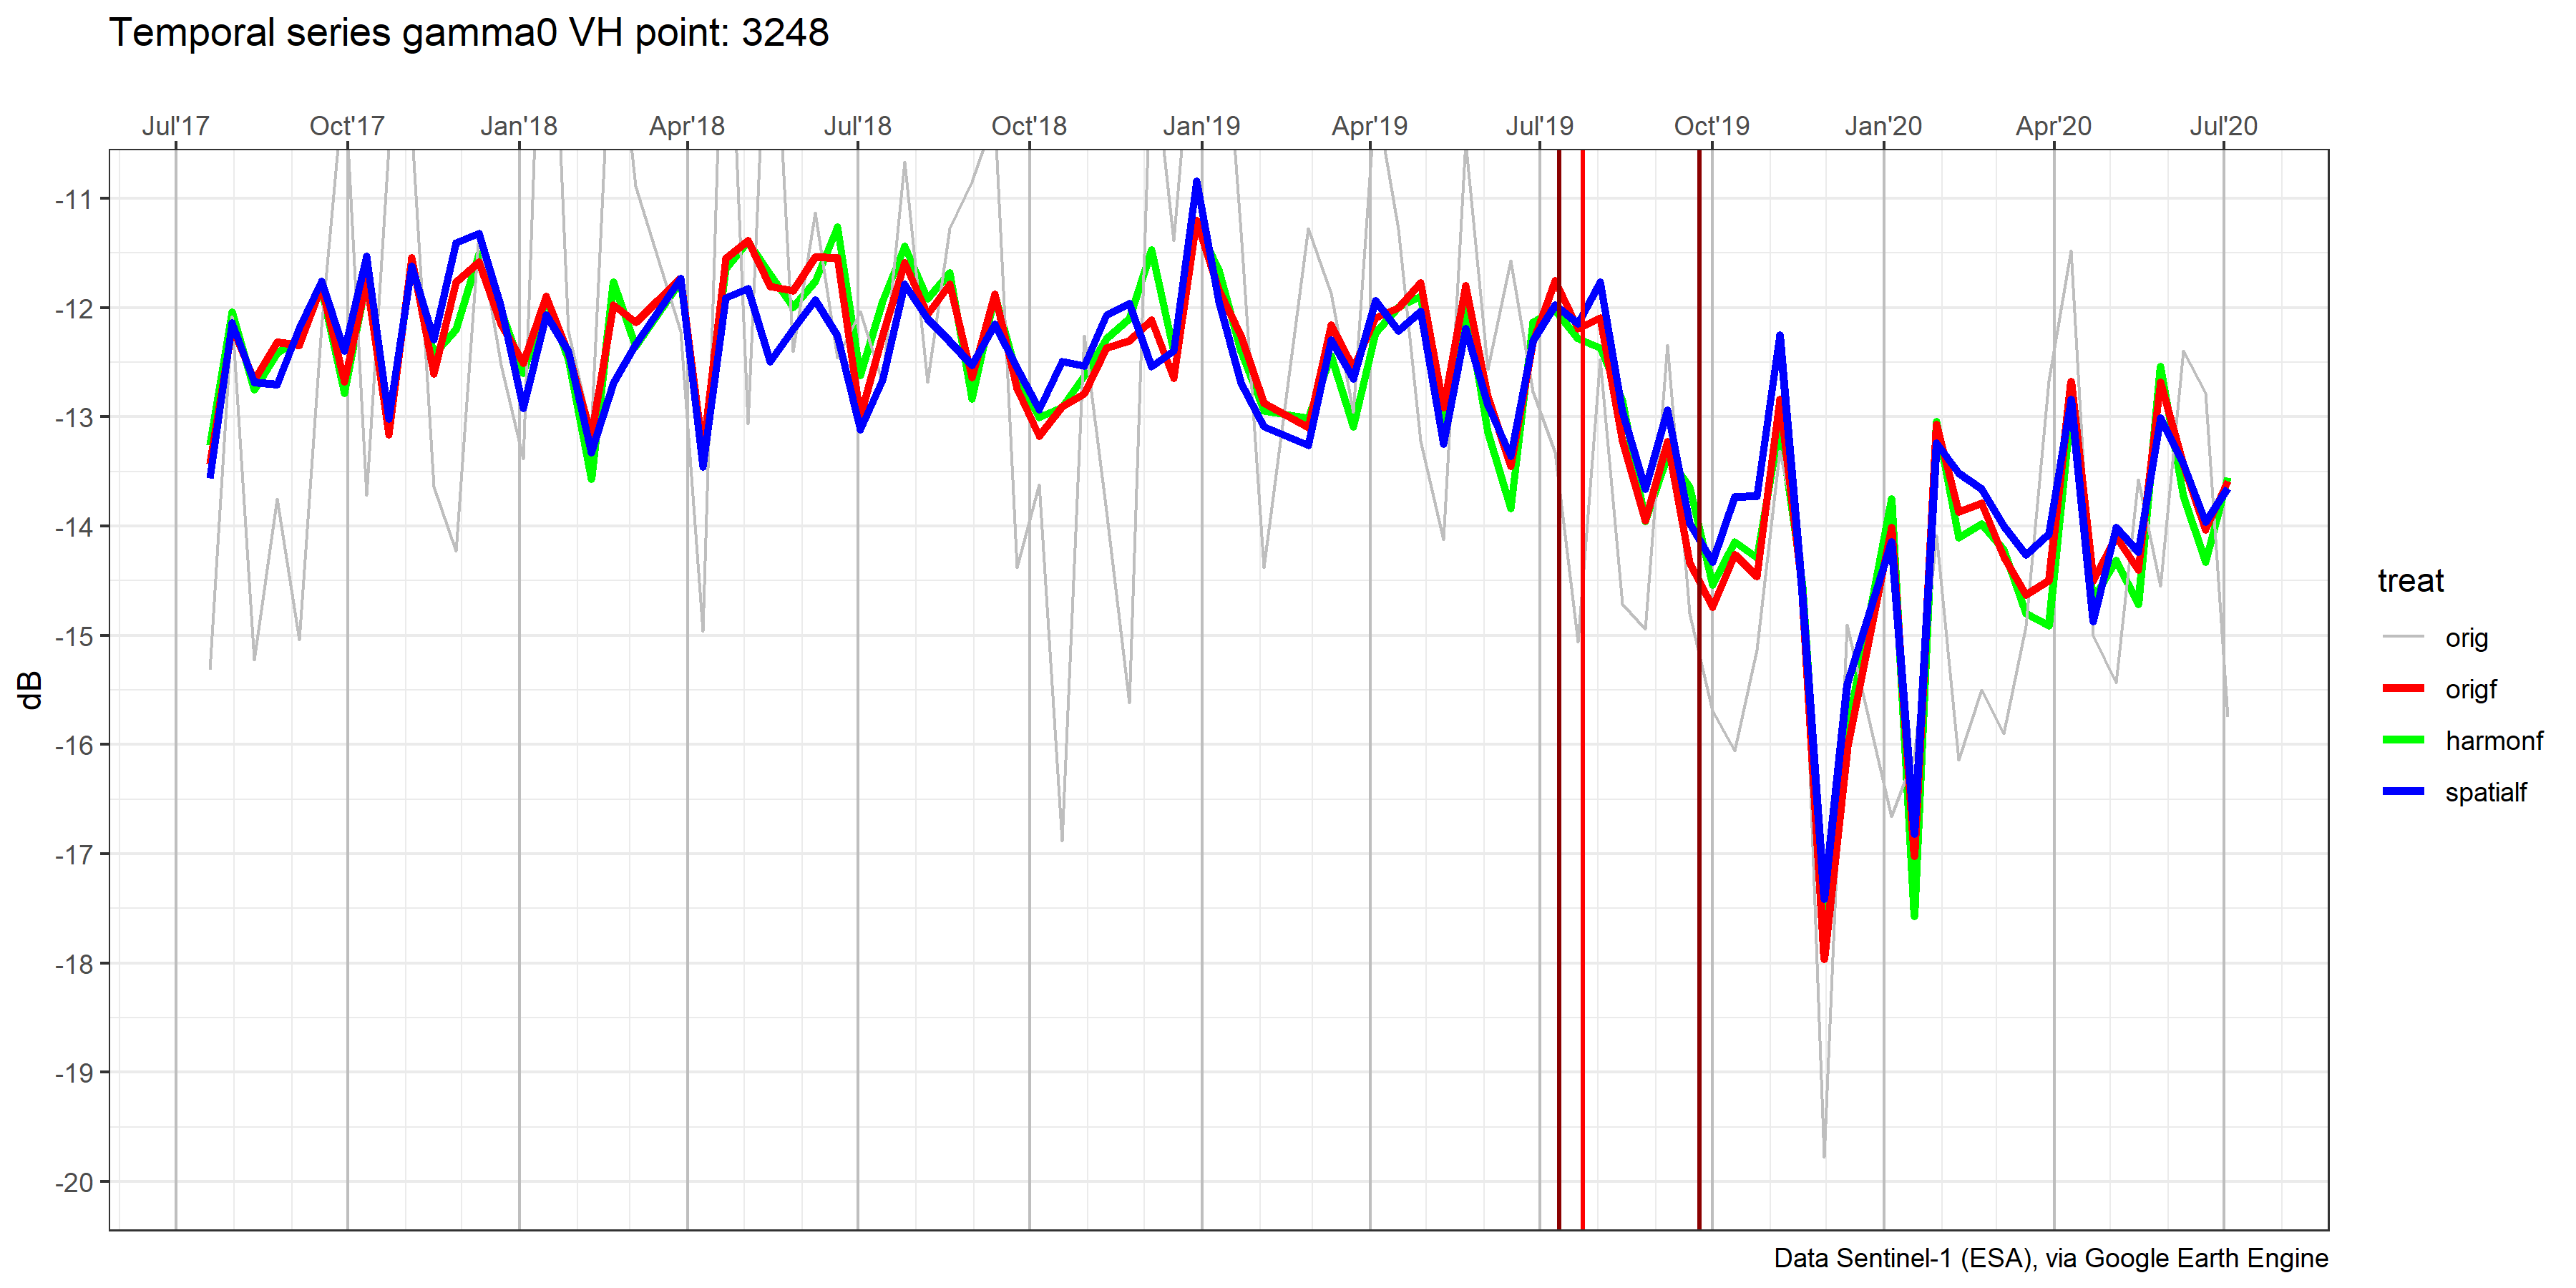 Temporal series gamma0 VH point: 3248
Jul'17 Oct'17 Jan'18 Apr'18 Jul'18 Oct'18 Jan'19 Apr'19 Jul'19 Oct'19 Jan'20 Apr'20 Jul'20
-11
-12
-13
-14
-15
-16
-17
-18
-19
-20
dB
treat
orig
origf
harmonf
spatialf
Data Sentinel-1 (ESA), via Google Earth Engine